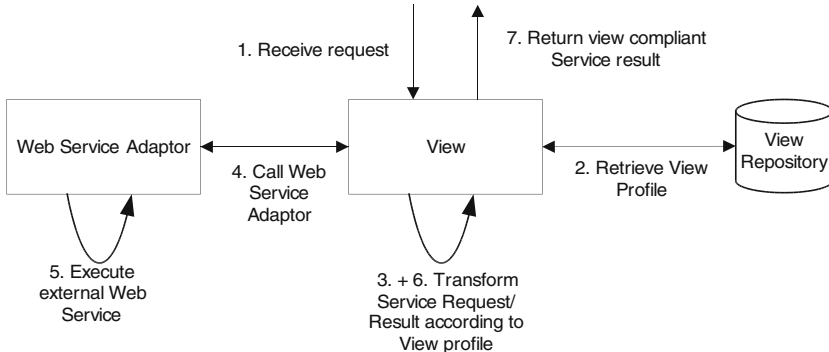 1. Receive request
7. Return view compliant
Service result
Web Service Adaptor
View
View
Repository
4. Call Web
Service
Adaptor
2. Retrieve View
Profile
5. Execute
external Web
Service
3. + 6. Transform
Service Request/
Result according to
View profile